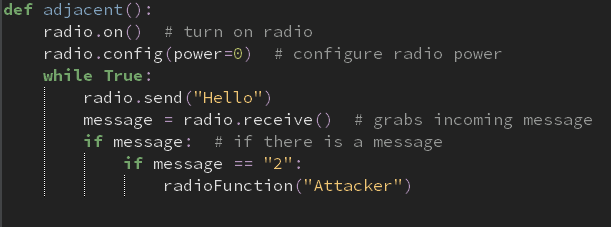 def adjacent():
    radio.on()  # turn on radio
    radio.config(power=0)  # configure radio power
    while True:
        radio.send("Hello")
        message = radio.receive()  # grabs incoming message
        if message:  # if there is a message
            if message == "2":
                radioFunction("Attacker")